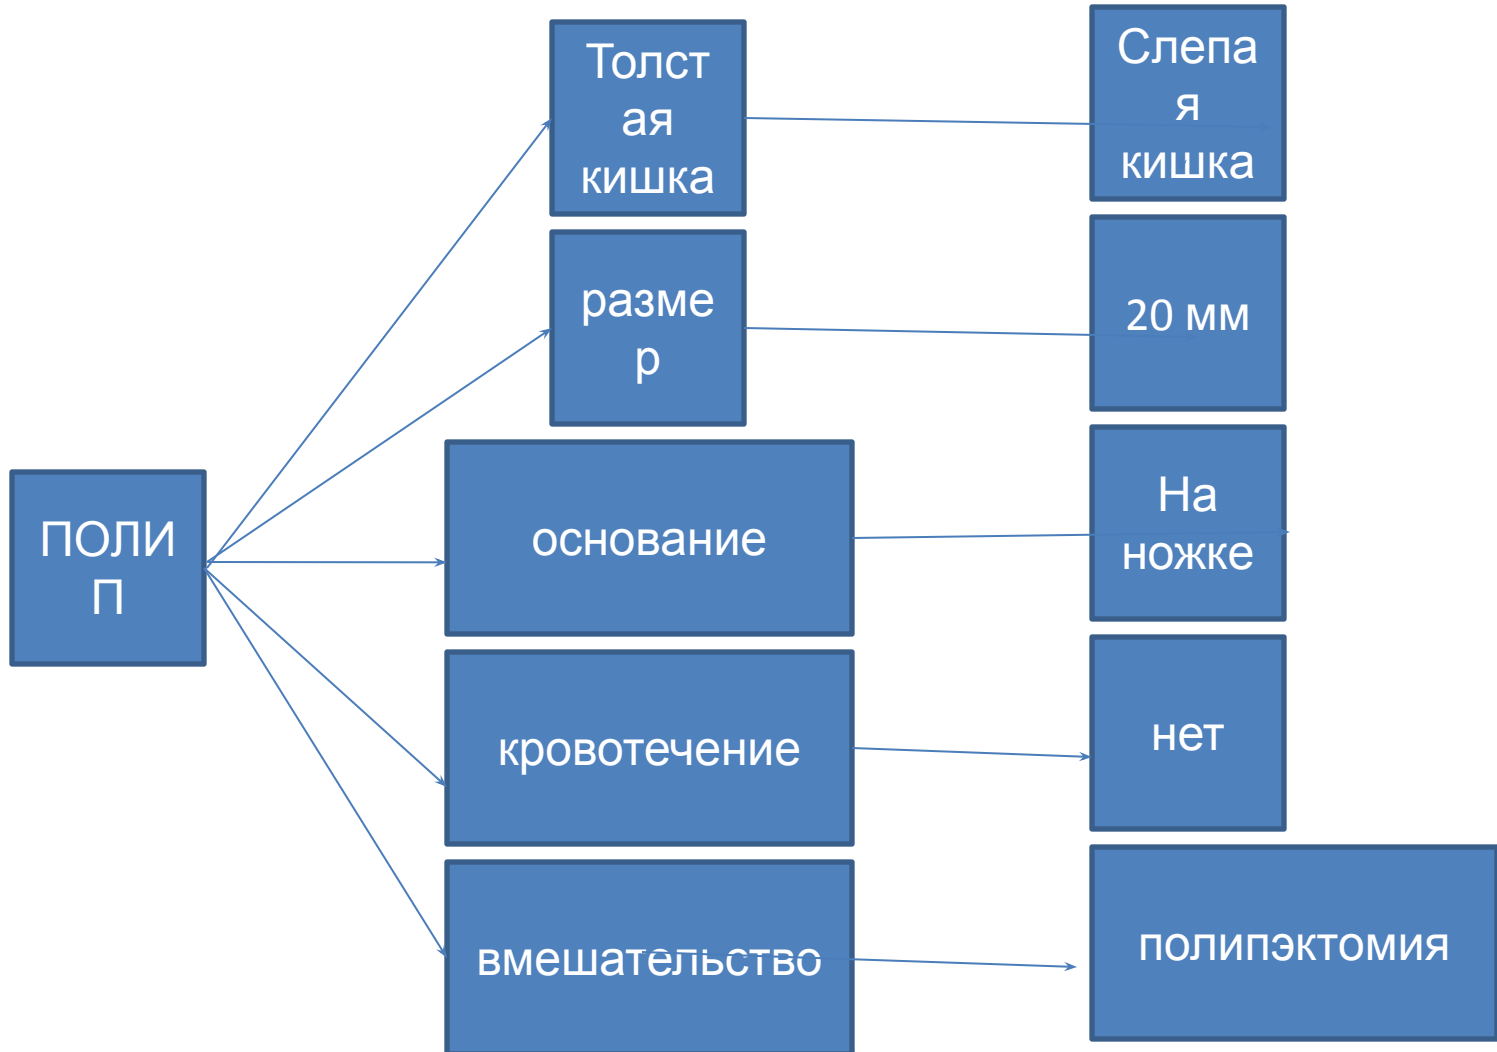 Толст
ая
кишка
Слепа
я
кишка
разме
р
20 мм
ПОЛИ
П
основание
На
ножке
кровотечение
нет
вмешательство
полипэктомия